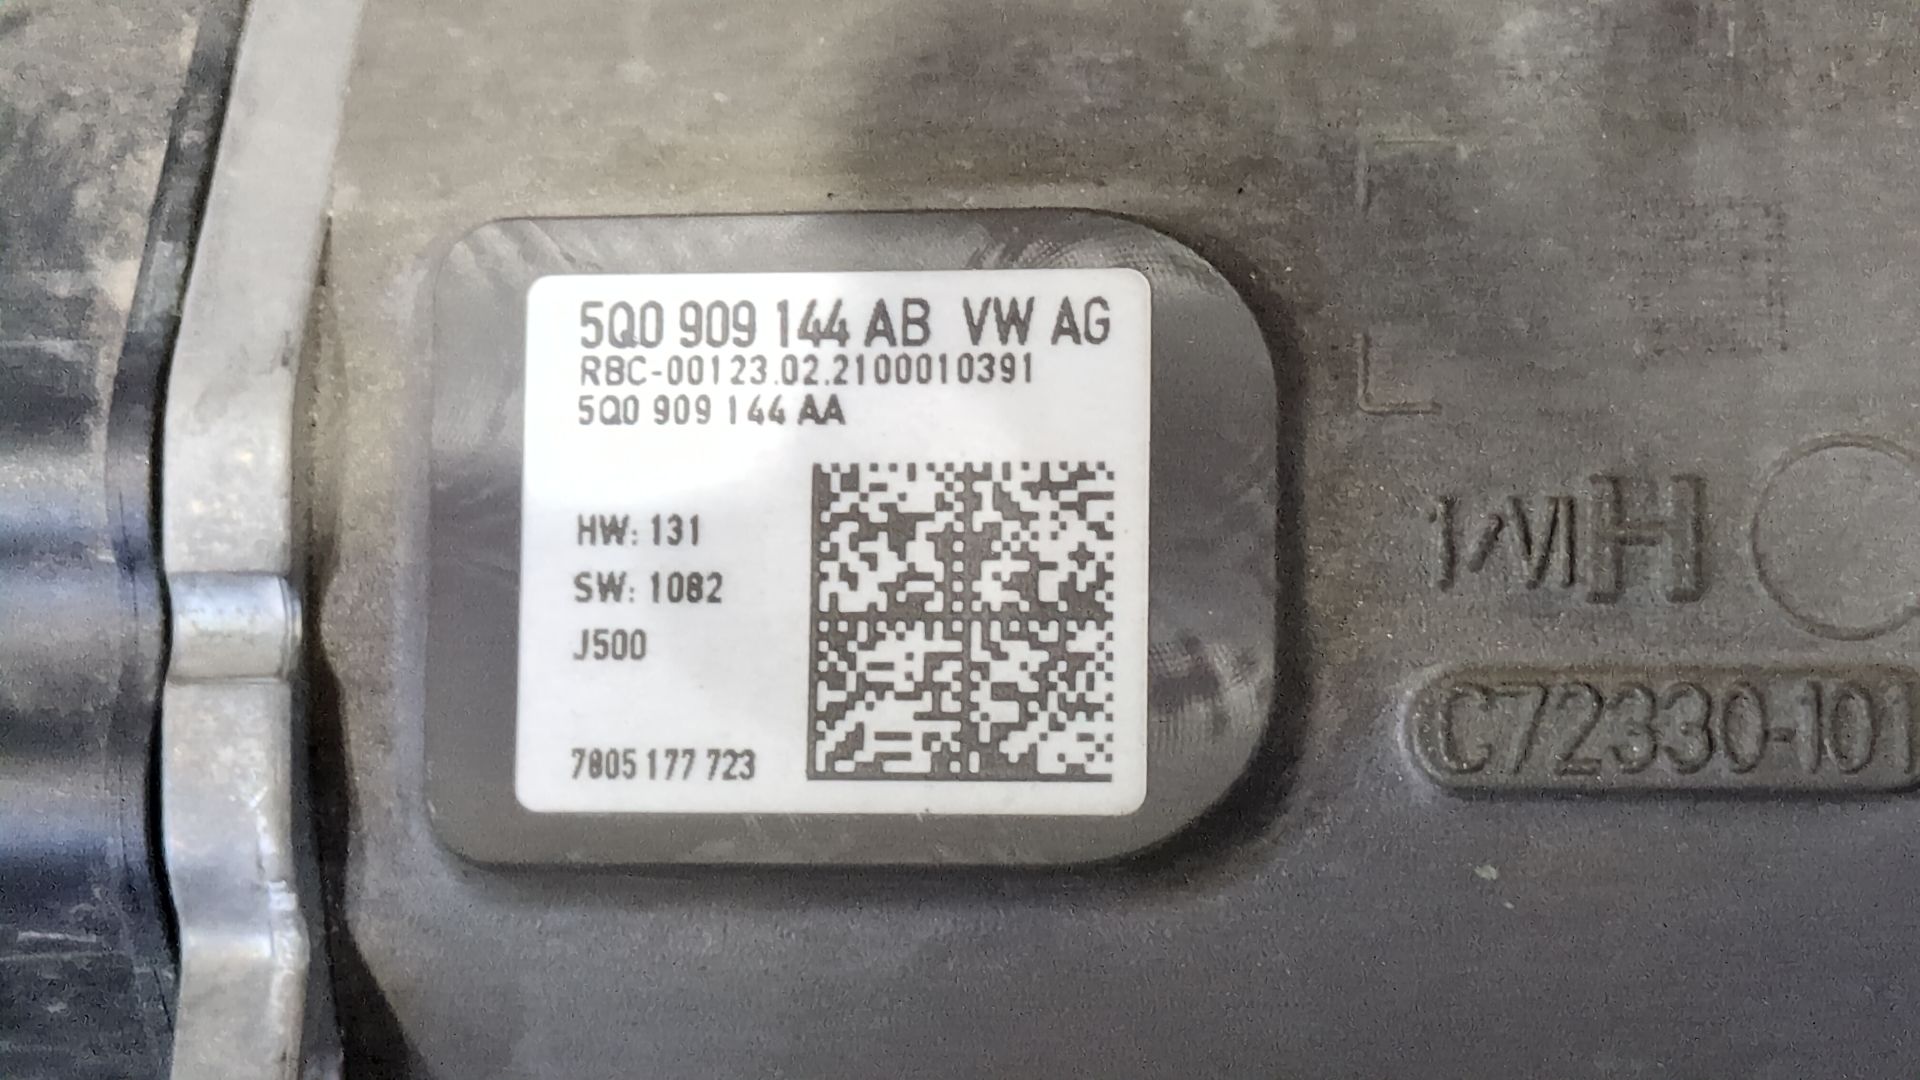 5Q0 909 144 AB VW AG
RBC-00123.02.2100010391
5Q0 909 144 AA
HW: 131
SW: 1082
J500
7805 177 723
C72330-101